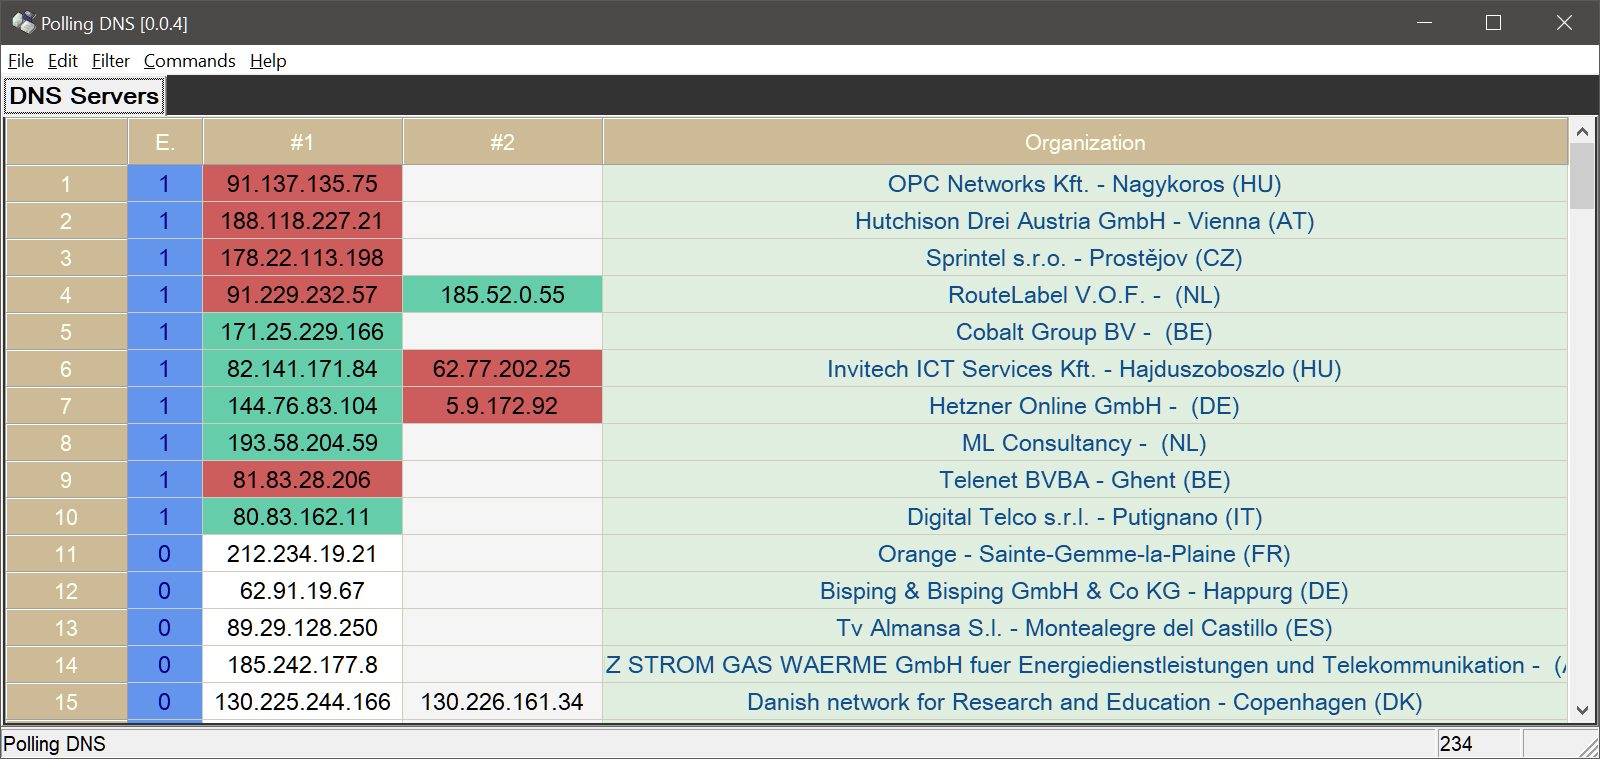 Polling DNS [0.0.4]
File Edit Filter Commands Help
DNS Servers
E. #1 #2 Organization
1 1 91.137.135.75 OPC Networks Kft. - Nagykoros (HU)
2 1 188.118.227.21 Hutchison Drei Austria GmbH - Vienna (AT)
3 1 178.22.113.198 Sprintel s.r.o. - Prostějov (CZ)
4 1 91.229.232.57 185.52.0.55 RouteLabel V.O.F. -  (NL)
5 1 171.25.229.166 Cobalt Group BV -  (BE)
6 1 82.141.171.84 62.77.202.25 Invitech ICT Services Kft. - Hajduszoboszlo (HU)
7 1 144.76.83.104 5.9.172.92 Hetzner Online GmbH -  (DE)
8 1 193.58.204.59 ML Consultancy -  (NL)
9 1 81.83.28.206 Telenet BVBA - Ghent (BE)
10 1 80.83.162.11 Digital Telco s.r.l. - Putignano (IT)
11 0 212.234.19.21 Orange - Sainte-Gemme-la-Plaine (FR)
12 0 62.91.19.67 Bisping & Bisping GmbH & Co KG - Happurg (DE)
13 0 89.29.128.250 Tv Almansa S.l. - Montealegre del Castillo (ES)
14 0 185.242.177.8 Z STROM GAS WAERME GmbH fuer Energiedienstleistungen und Telekommunikation -
15 0 130.225.244.166 130.226.161.34 Danish network for Research and Education - Copenhagen (DK)
Polling DNS 234